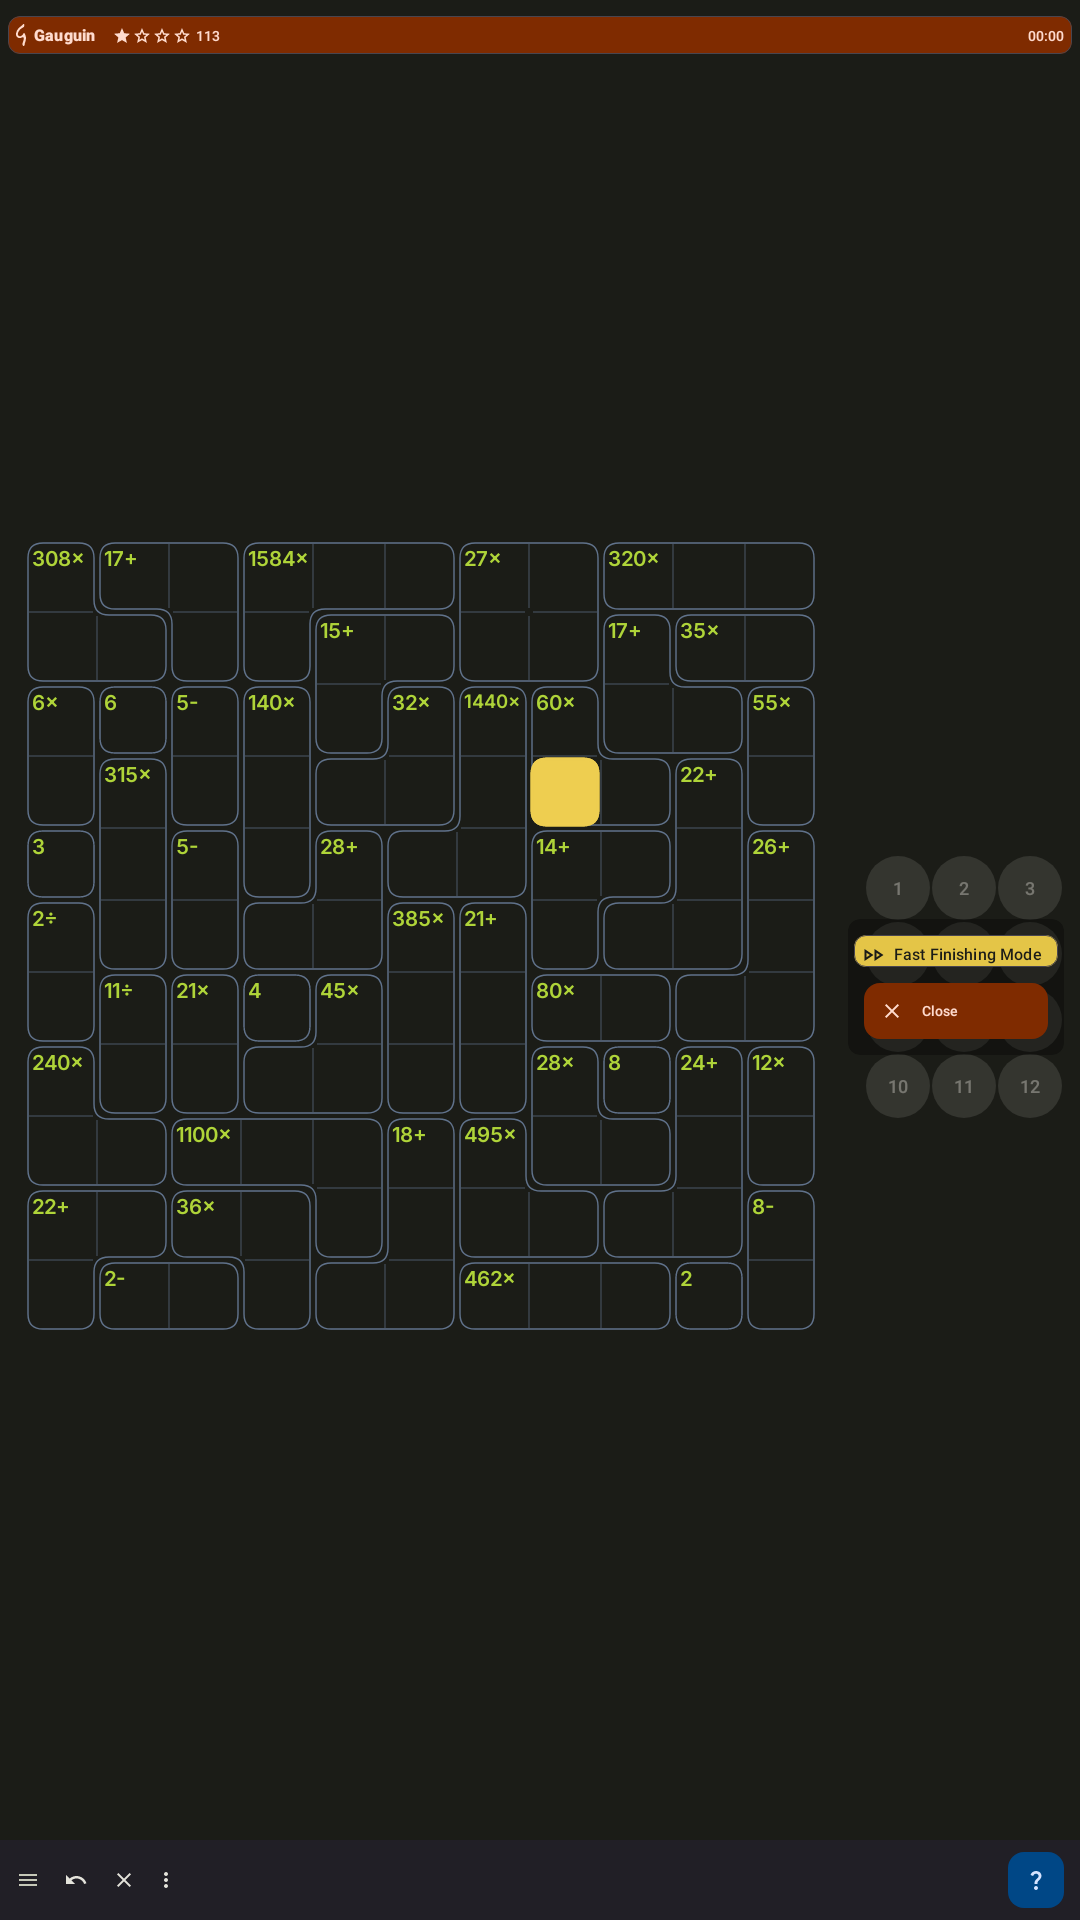 Gauguin 113 00:00
308× 17+ 1584× 27× 320×
15+ 17+ 35×
6× 6 5- 140× 32× 1440× 60× 55×
315× 22+
3 5- 28+ 14+ 26+
1 2 3
2÷ 385× 21+
Fast Finishing Mode
11÷ 21× 4 45× 80×
Close
240× 28× 8 24+ 12×
10 11 12
1100× 18+ 495×
22+ 36× 8-
2- 462× 2
?